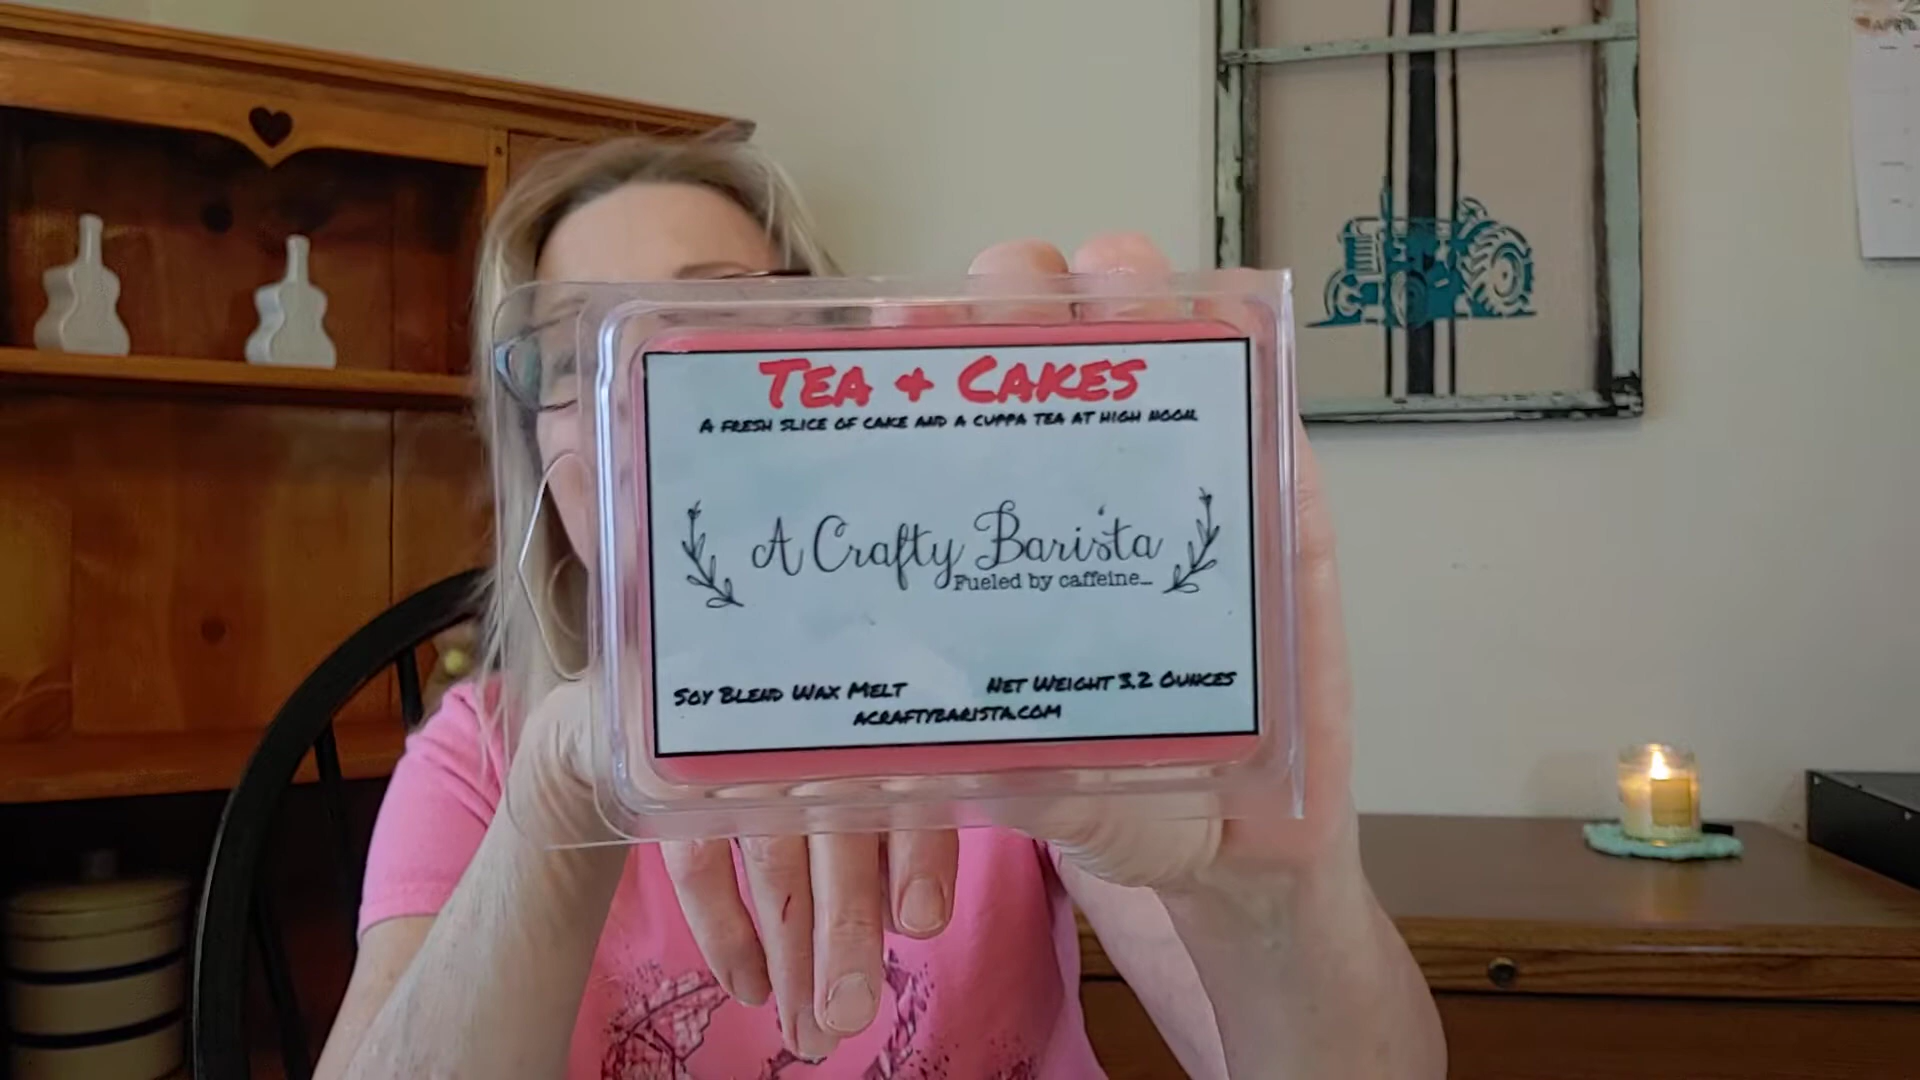 APRIL
TEA + CAKES
A FRESH SLICE OF CAKE AND A CUPPA TEA AT HIGH NOON.
A Crafty Barista
Fueled by caffeine...
SOY BLEND WAX MELT
NET WEIGHT 3.2 OUNCES
ACRAFTYBARISTA.COM